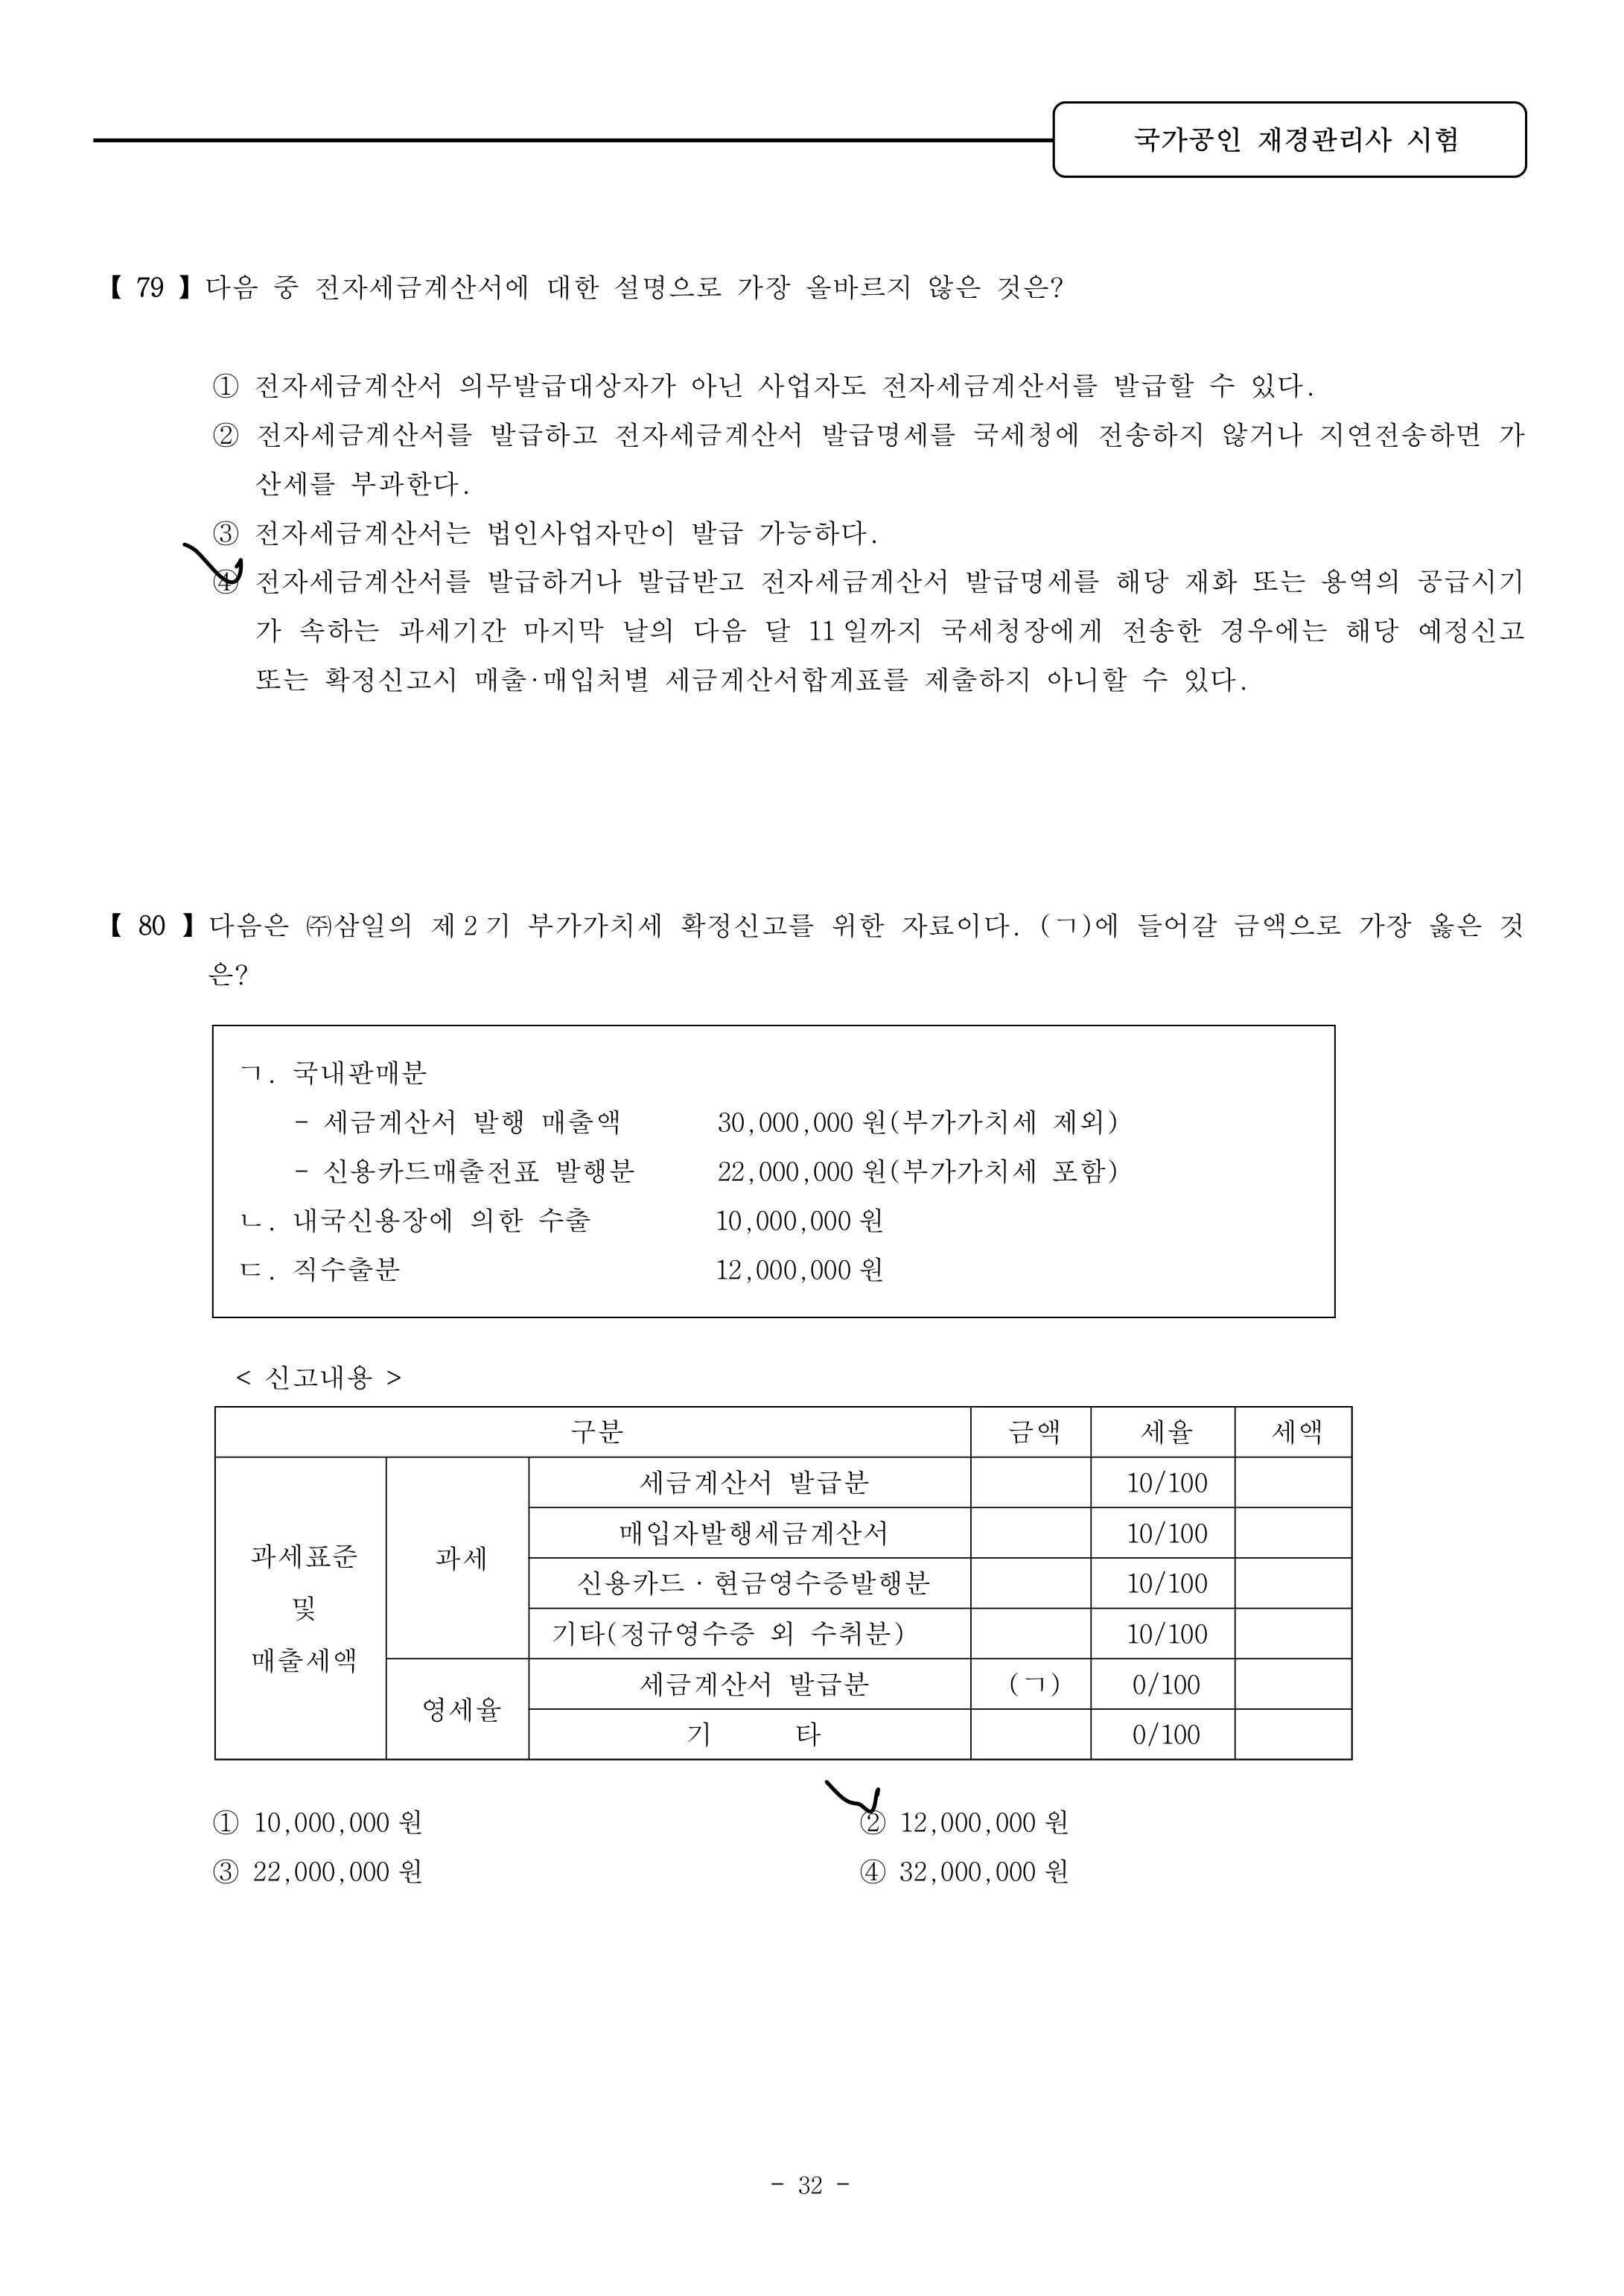 국가공인 재경관리사 시험
【 79 】 다음 중 전자세금계산서에 대한 설명으로 가장 올바르지 않은 것은?
① 전자세금계산서 의무발급대상자가 아닌 사업자도 전자세금계산서를 발급할 수 있다.
② 전자세금계산서를 발급하고 전자세금계산서 발급명세를 국세청에 전송하지 않거나 지연전송하면 가
산세를 부과한다.
③ 전자세금계산서는 법인사업자만이 발급 가능하다.
④ 전자세금계산서를 발급하거나 발급받고 전자세금계산서 발급명세를 해당 재화 또는 용역의 공급시기
가 속하는 과세기간 마지막 날의 다음 달 11일까지 국세청장에게 전송한 경우에는 해당 예정신고
또는 확정신고시 매출·매입처별 세금계산서합계표를 제출하지 아니할 수 있다.
【 80 】 다음은 ㈜삼일의 제2기 부가가치세 확정신고를 위한 자료이다. (ㄱ)에 들어갈 금액으로 가장 옳은 것
은?
ㄱ. 국내판매분
- 세금계산서 발행 매출액 30,000,000원(부가가치세 제외)
- 신용카드매출전표 발행분 22,000,000원(부가가치세 포함)
ㄴ. 내국신용장에 의한 수출 10,000,000원
ㄷ. 직수출분 12,000,000원
< 신고내용 >
구분 금액 세율 세액
과세표준 및 매출세액 과세 세금계산서 발급분 10/100
매입자발행세금계산서 10/100
신용카드·현금영수증발행분 10/100
기타(정규영수증 외 수취분) 10/100
영세율 세금계산서 발급분 (ㄱ) 0/100
기 타 0/100
① 10,000,000원 ② 12,000,000원
③ 22,000,000원 ④ 32,000,000원
- 32 -